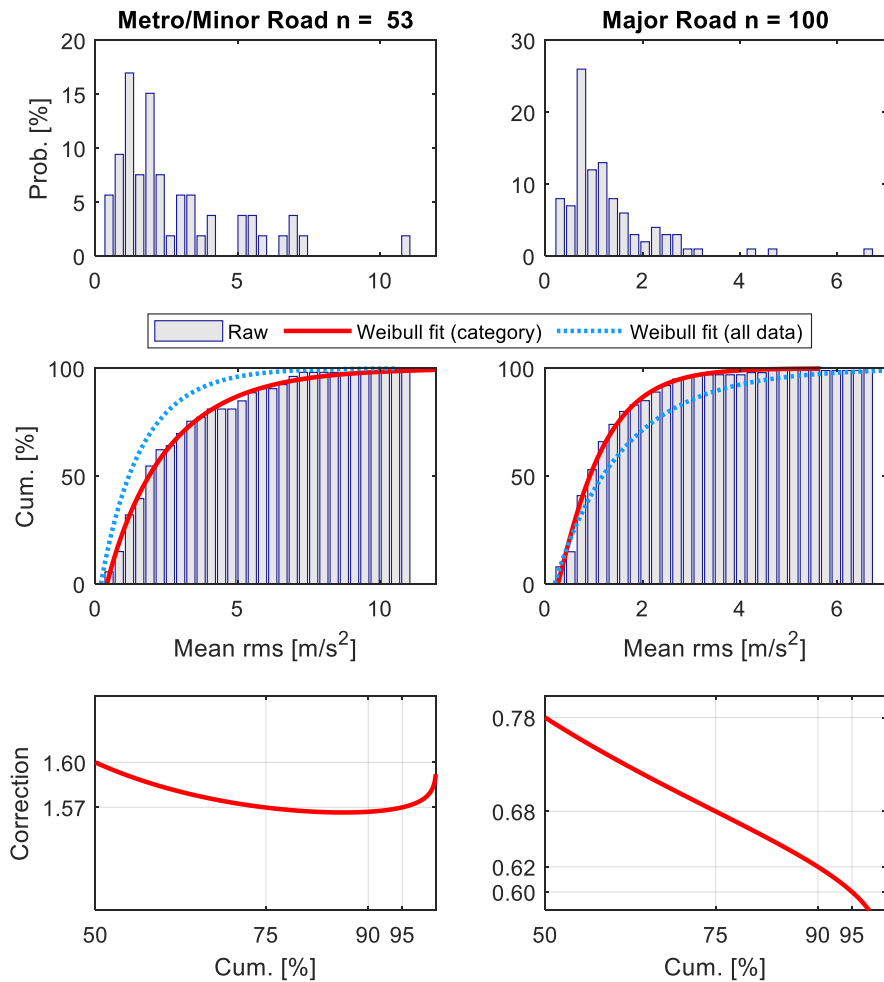 Metro/Minor Road n =  53
Major Road n = 100
Prob. [%]
20
15
10
5
0
0 5 10
30
20
10
0
0 2 4 6
Raw Weibull fit (category) Weibull fit (all data)
Cum. [%]
100
50
0
0 5 10
Mean rms [m/s²]
100
50
0
0 2 4 6
Mean rms [m/s²]
Correction
1.60
1.57
50 75 90 95
Cum. [%]
0.78
0.68
0.62
0.60
50 75 90 95
Cum. [%]